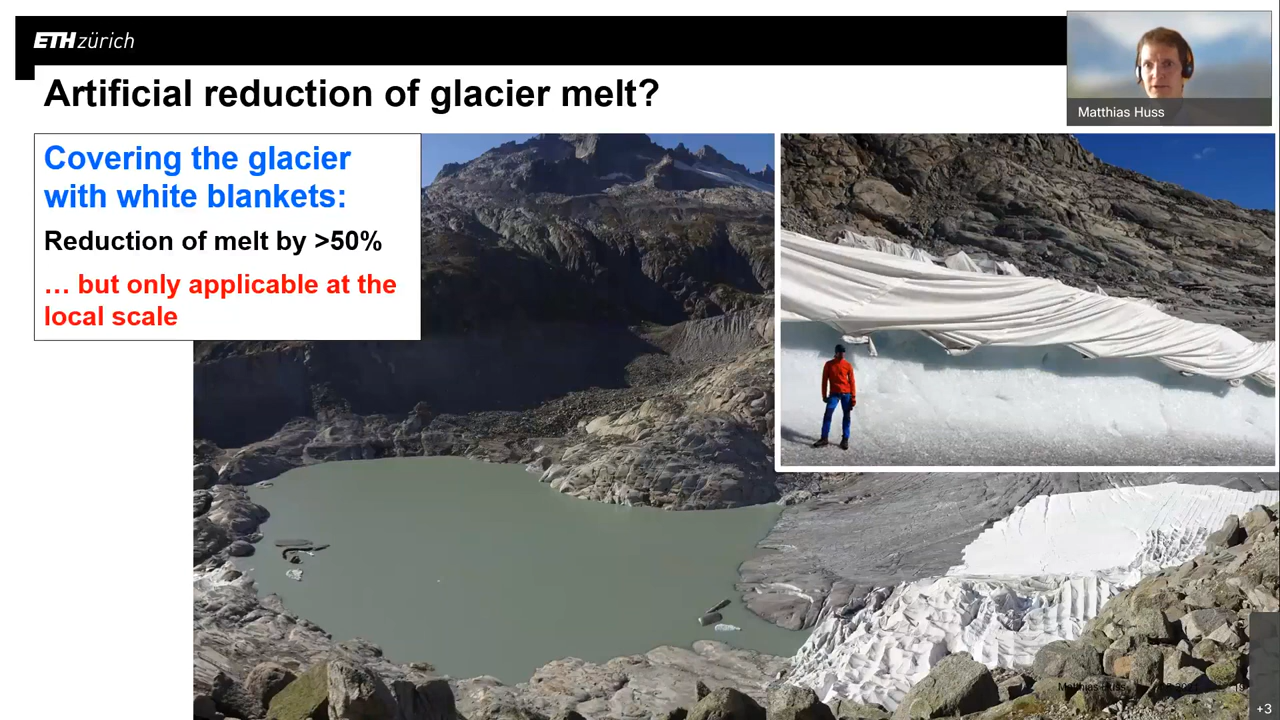 ETH zürich
Matthias Huss
Artificial reduction of glacier melt?
Covering the glacier
with white blankets:
Reduction of melt by >50%
… but only applicable at the
local scale
+3